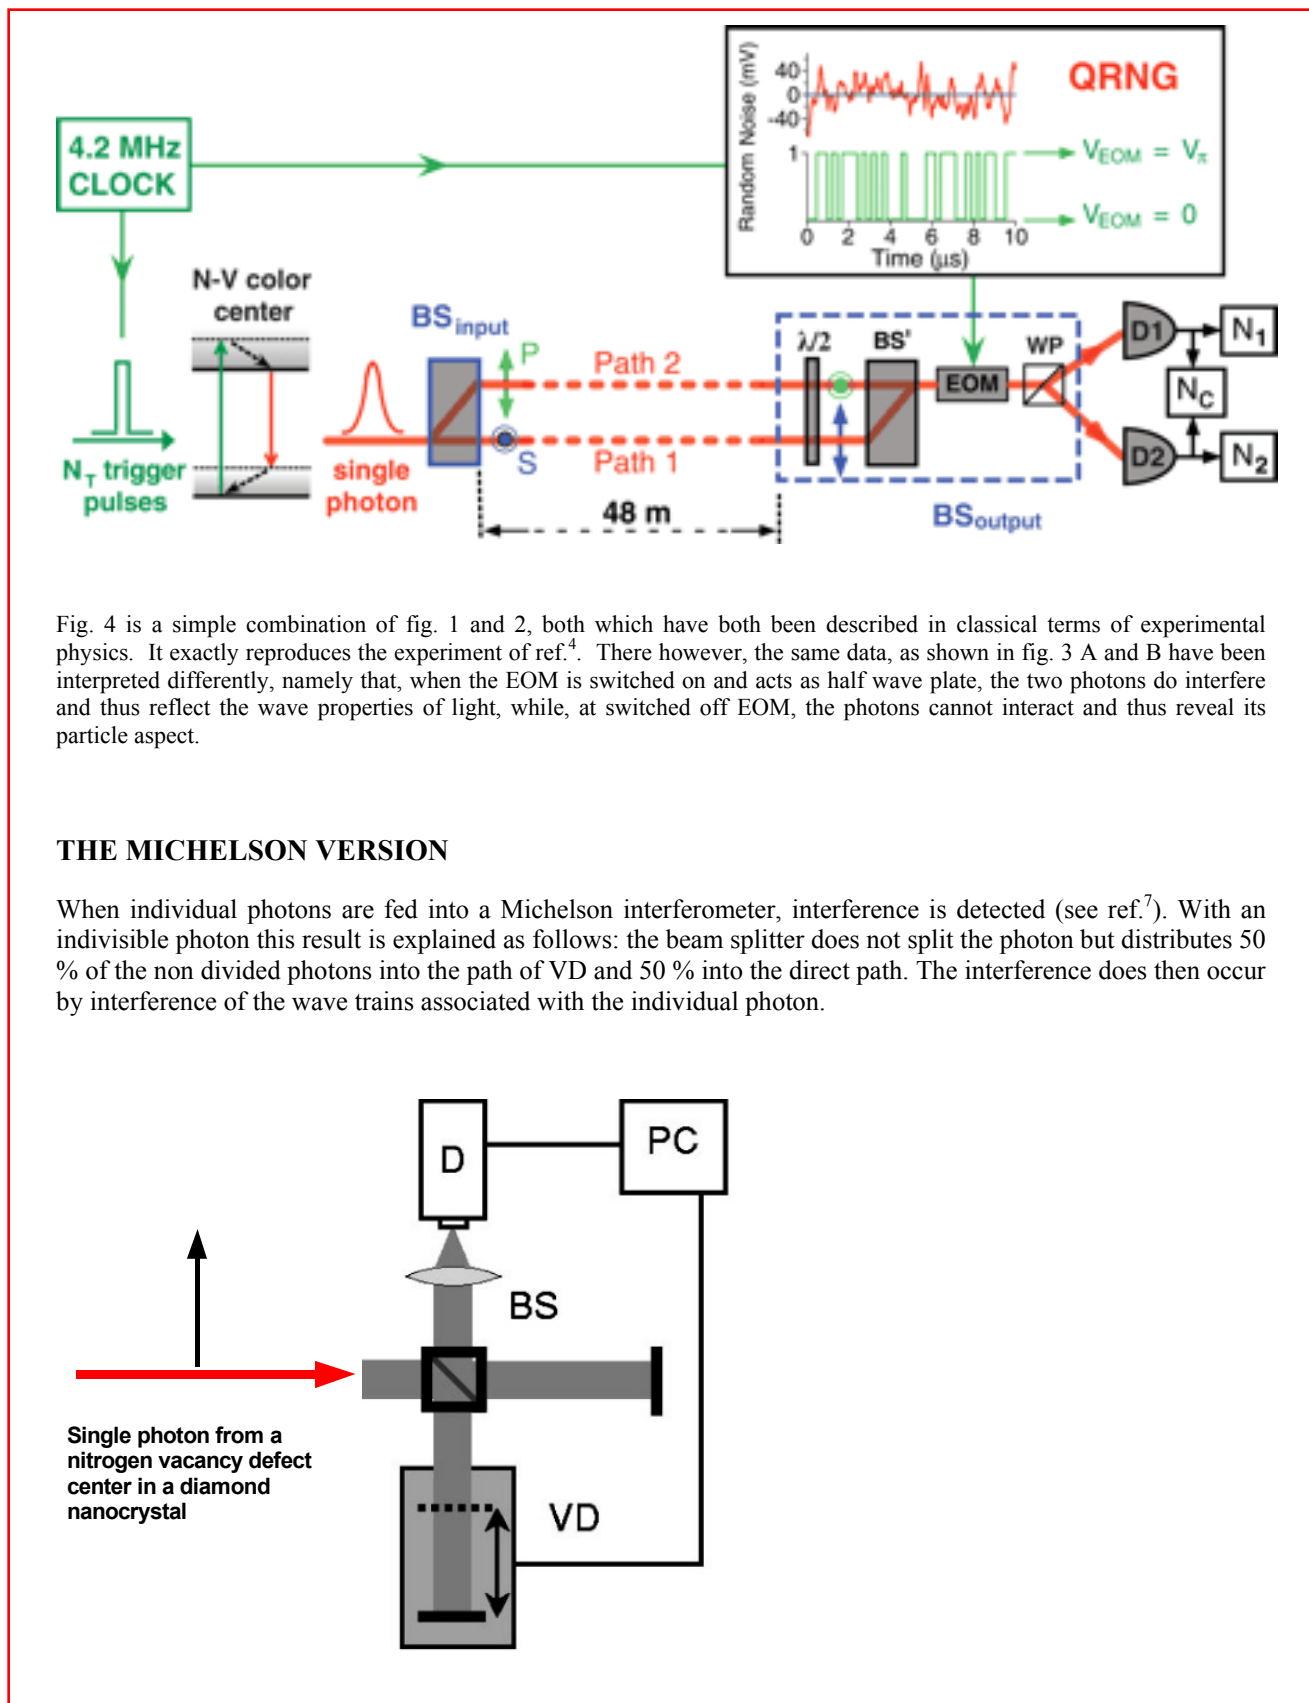 QRNG
Random Noise (mV)
40
0
-40
1
V_EOM = V_π
V_EOM = 0
0 2 4 6 8 10
Time (μs)
4.2 MHz
CLOCK
N-V color
center
N_T trigger
pulses
single
photon
BS_input
P
S
Path 2
Path 1
48 m
λ/2
BS'
EOM
WP
BS_output
D1
D2
N_1
N_C
N_2
Fig. 4 is a simple combination of fig. 1 and 2, both which have both been described in classical terms of experimental
physics. It exactly reproduces the experiment of ref.⁴. There however, the same data, as shown in fig. 3 A and B have been
interpreted differently, namely that, when the EOM is switched on and acts as half wave plate, the two photons do interfere
and thus reflect the wave properties of light, while, at switched off EOM, the photons cannot interact and thus reveal its
particle aspect.
THE MICHELSON VERSION
When individual photons are fed into a Michelson interferometer, interference is detected (see ref.⁷). With an
indivisible photon this result is explained as follows: the beam splitter does not split the photon but distributes 50
% of the non divided photons into the path of VD and 50 % into the direct path. The interference does then occur
by interference of the wave trains associated with the individual photon.
D
PC
BS
Single photon from a
nitrogen vacancy defect
center in a diamond
nanocrystal
VD